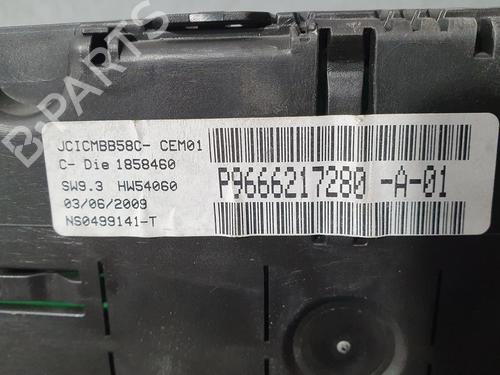 JCICMBB58C- CEM01
C- Die 1858460
SW9.3 HW54060
03/06/2009
NS0499141-T
P9666217280 -A-01
B-PARTS